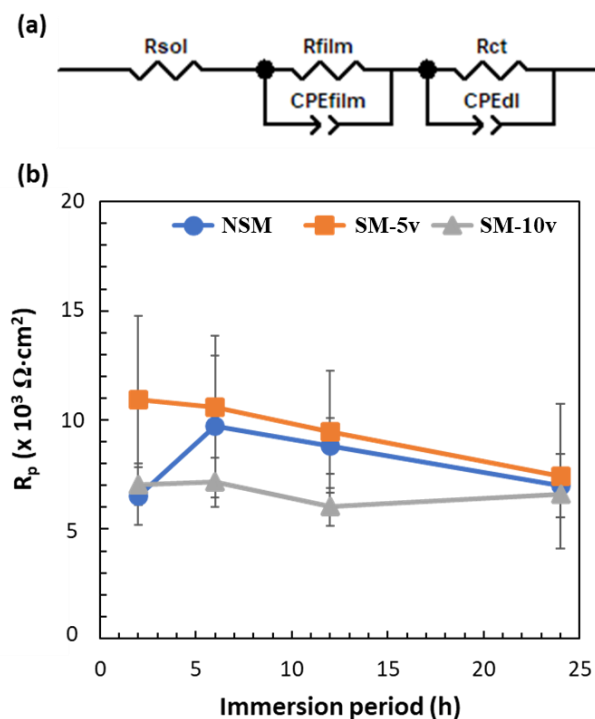 (a)
Rsol Rfilm Rct
CPEfilm CPEdl
(b)
NSM SM-5v SM-10v
20
15
10
5
0
Rp (x 10³ Ω·cm²)
0 5 10 15 20 25
Immersion period (h)